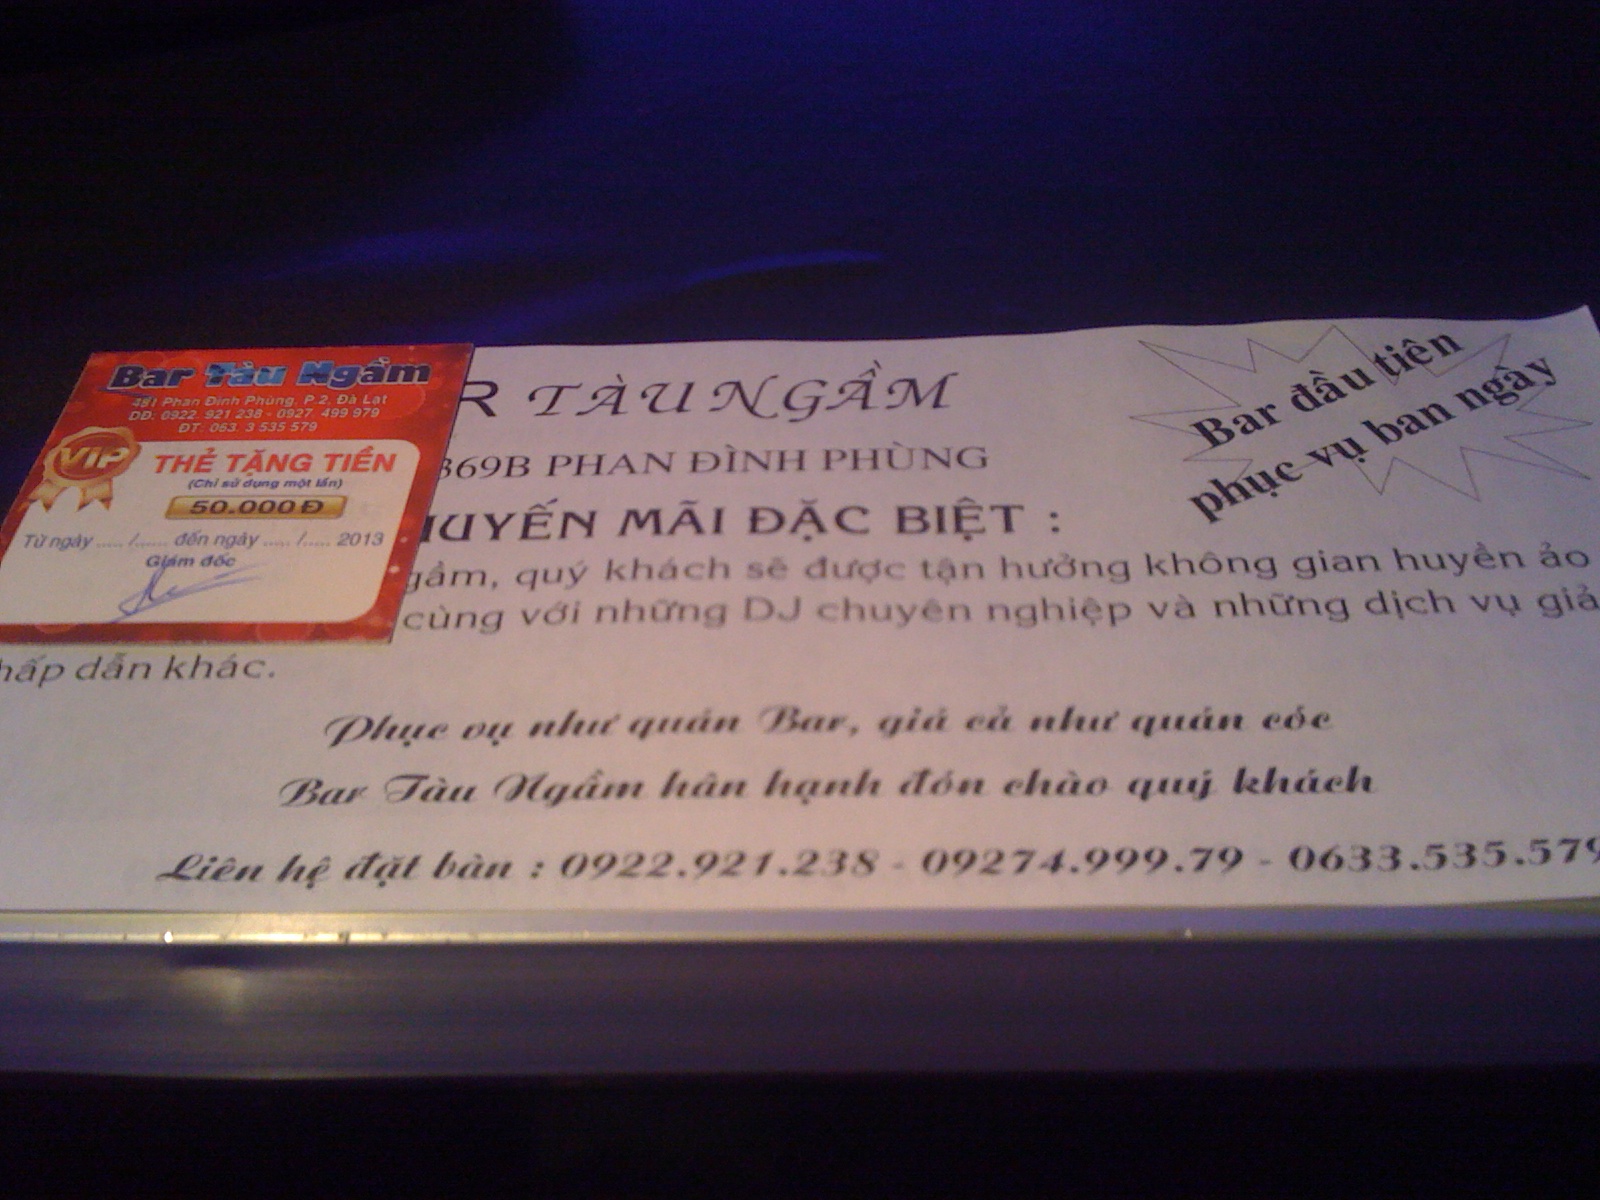 Bar Tàu Ngầm
Phan Đình Phùng, P.2, Đà Lạt
DĐ: 0922. 921 238 - 0927. 499 979
ĐT: 063. 3 535 579
VIP
THẺ TẶNG TIỀN
(Chỉ sử dụng một lần)
50.000 Đ
Từ ngày ..... /...... đến ngày ..... /..... 2013
Giám đốc
R TÀU NGẦM
369B PHAN ĐÌNH PHÙNG
Bar đầu tiên
phục vụ ban ngày
HUYẾN MÃI ĐẶC BIỆT :
gầm, quý khách sẽ được tận hưởng không gian huyền ảo
cùng với những DJ chuyên nghiệp và những dịch vụ giả
hấp dẫn khác.
Phục vụ như quán Bar, giá cả như quán cóc
Bar Tàu Ngầm hân hạnh đón chào quý khách
Liên hệ đặt bàn : 0922.921.238 - 09274.999.79 - 0633.535.579